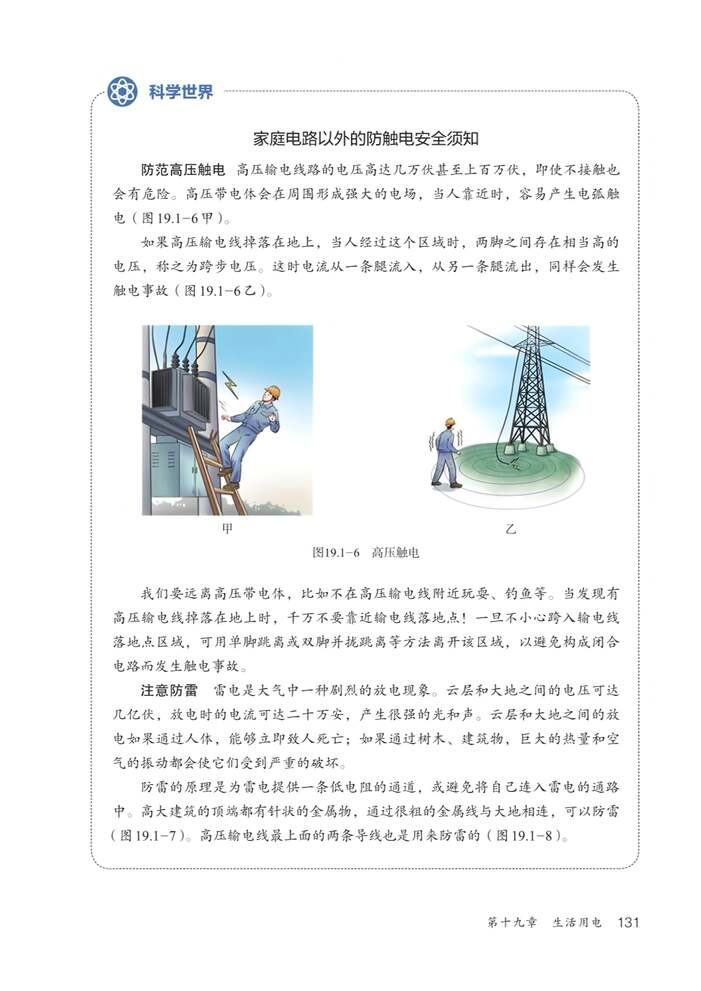 科学世界
家庭电路以外的防触电安全须知
防范高压触电 高压输电线路的电压高达几万伏甚至上百万伏，即使不接触也
会有危险。高压带电体会在周围形成强大的电场，当人靠近时，容易产生电弧触
电（图19.1-6甲）。
如果高压输电线掉落在地上，当人经过这个区域时，两脚之间存在相当高的
电压，称之为跨步电压。这时电流从一条腿流入，从另一条腿流出，同样会发生
触电事故（图19.1-6乙）。
甲
乙
图19.1-6 高压触电
我们要远离高压带电体，比如不在高压输电线附近玩耍、钓鱼等。当发现有
高压输电线掉落在地上时，千万不要靠近输电线落地点！一旦不小心跨入输电线
落地点区域，可用单脚跳离或双脚并拢跳离等方法离开该区域，以避免构成闭合
电路而发生触电事故。
注意防雷 雷电是大气中一种剧烈的放电现象。云层和大地之间的电压可达
几亿伏，放电时的电流可达二十万安，产生很强的光和声。云层和大地之间的放
电如果通过人体，能够立即致人死亡；如果通过树木、建筑物，巨大的热量和空
气的振动都会使它们受到严重的破坏。
防雷的原理是为雷电提供一条低电阻的通道，或避免将自己连入雷电的通路
中。高大建筑的顶端都有针状的金属物，通过很粗的金属线与大地相连，可以防雷
（图19.1-7）。高压输电线最上面的两条导线也是用来防雷的（图19.1-8）。
第十九章 生活用电 131